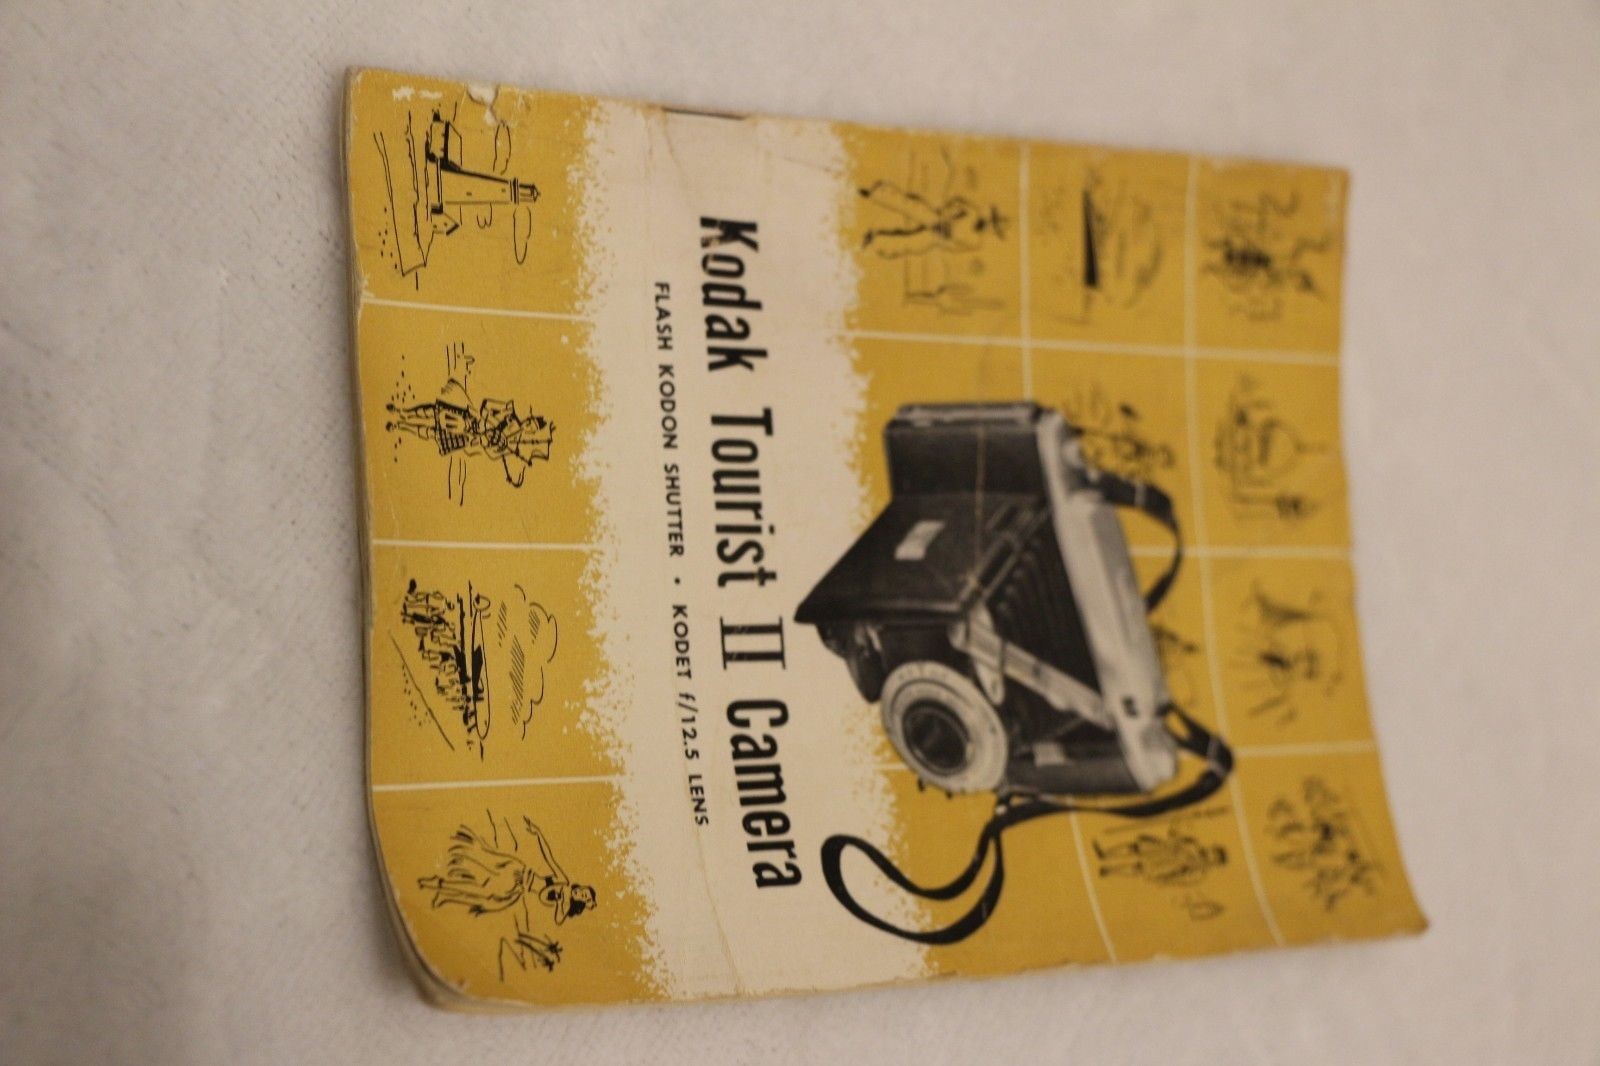 Kodak Tourist II Camera
FLASH KODON SHUTTER • KODET f/12.5 LENS